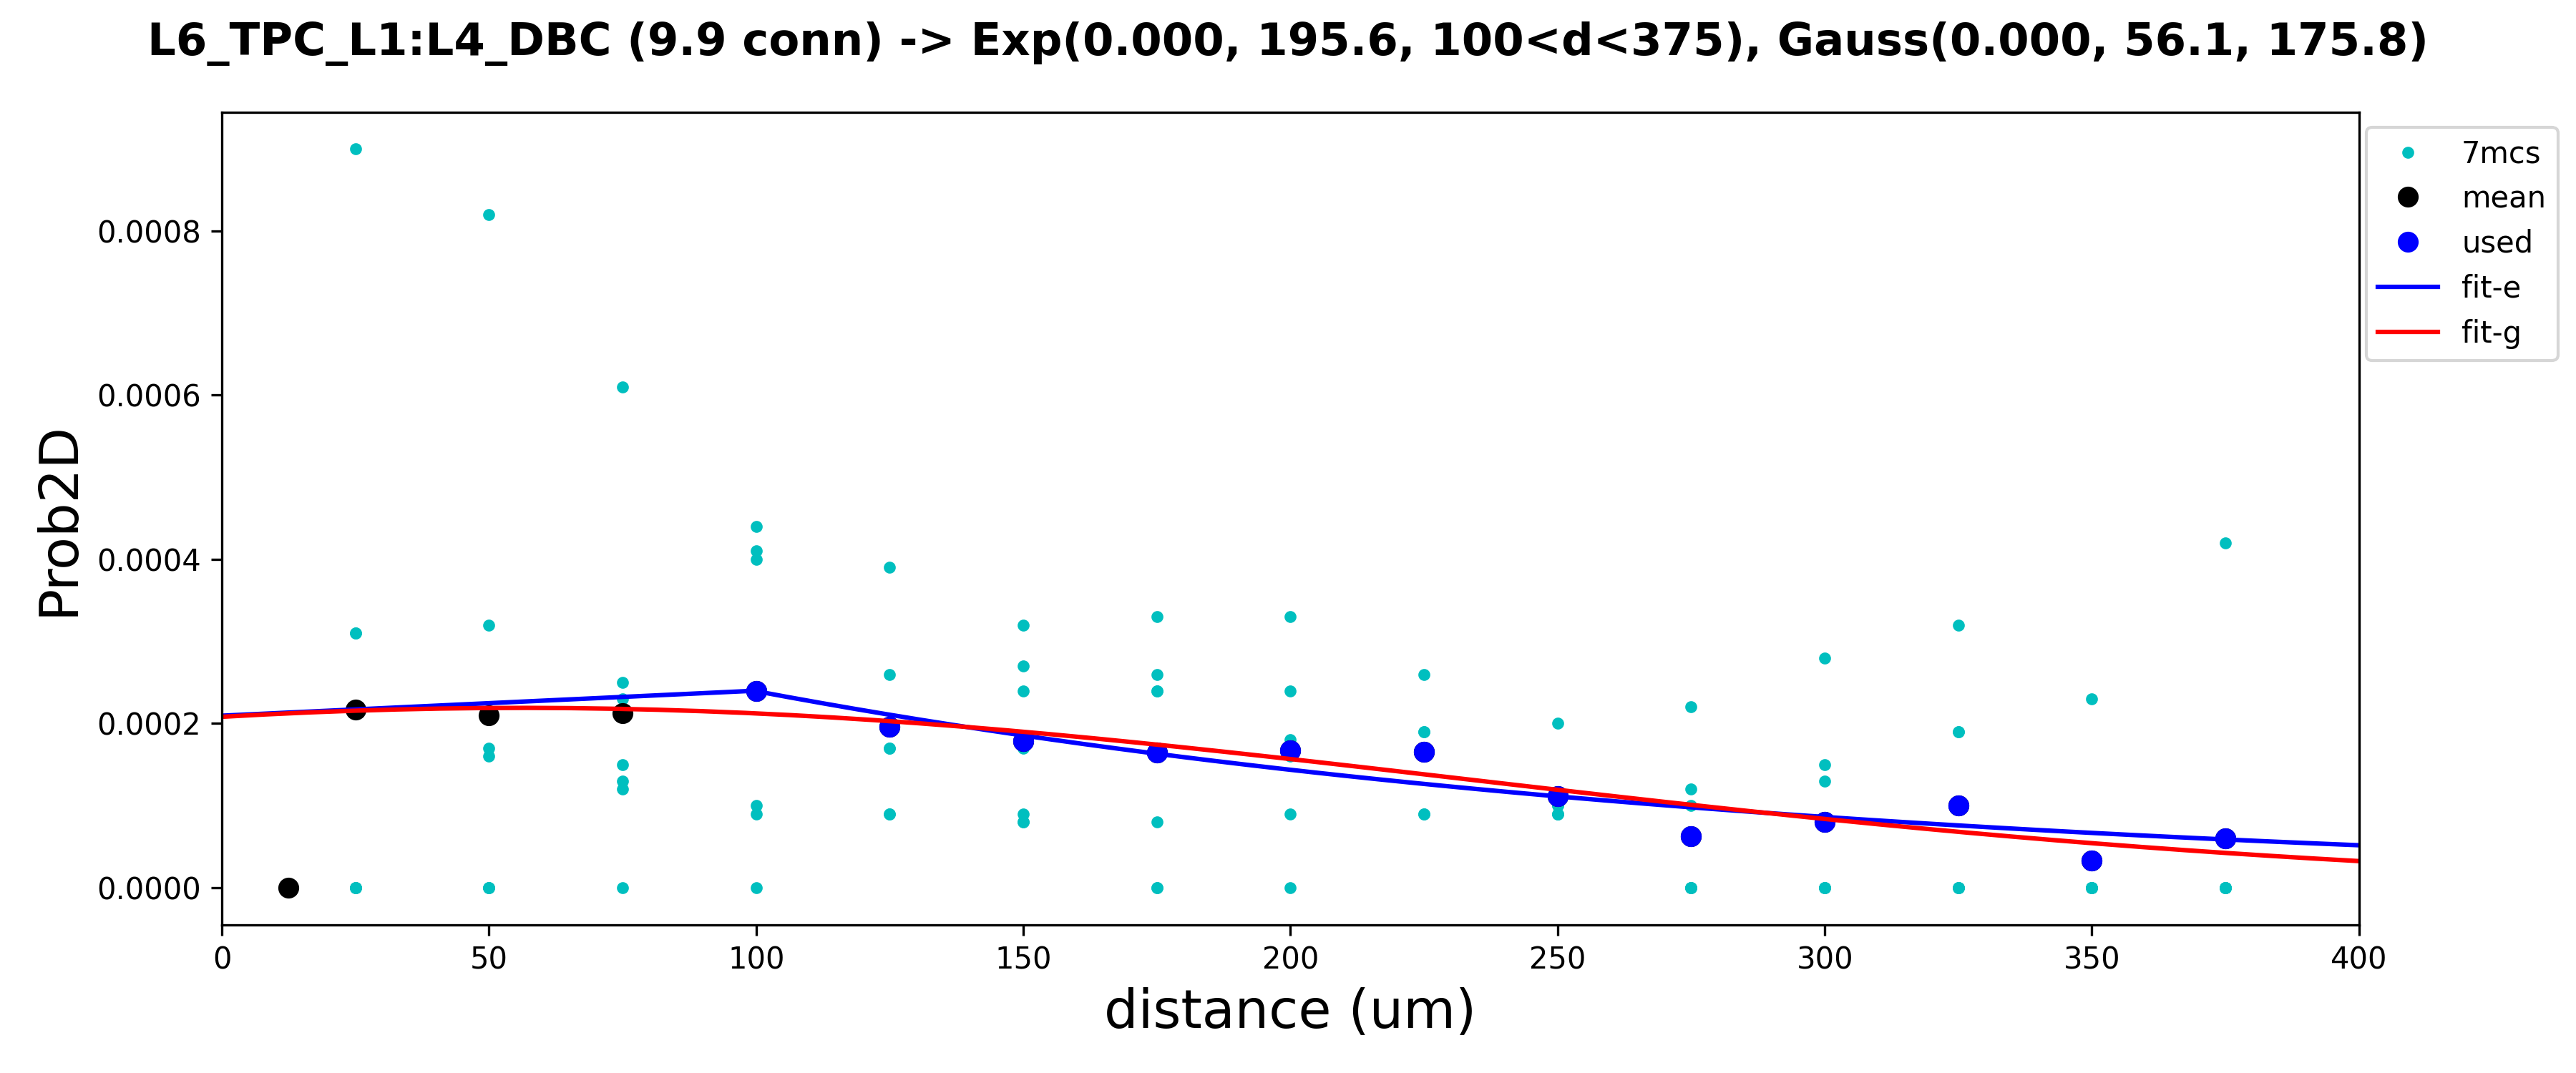 L6_TPC_L1:L4_DBC (9.9 conn) -> Exp(0.000, 195.6, 100<d<375), Gauss(0.000, 56.1, 175.8)
7mcs
mean
used
fit-e
fit-g
Prob2D
0.0008
0.0006
0.0004
0.0002
0.0000
0 50 100 150 200 250 300 350 400
distance (um)